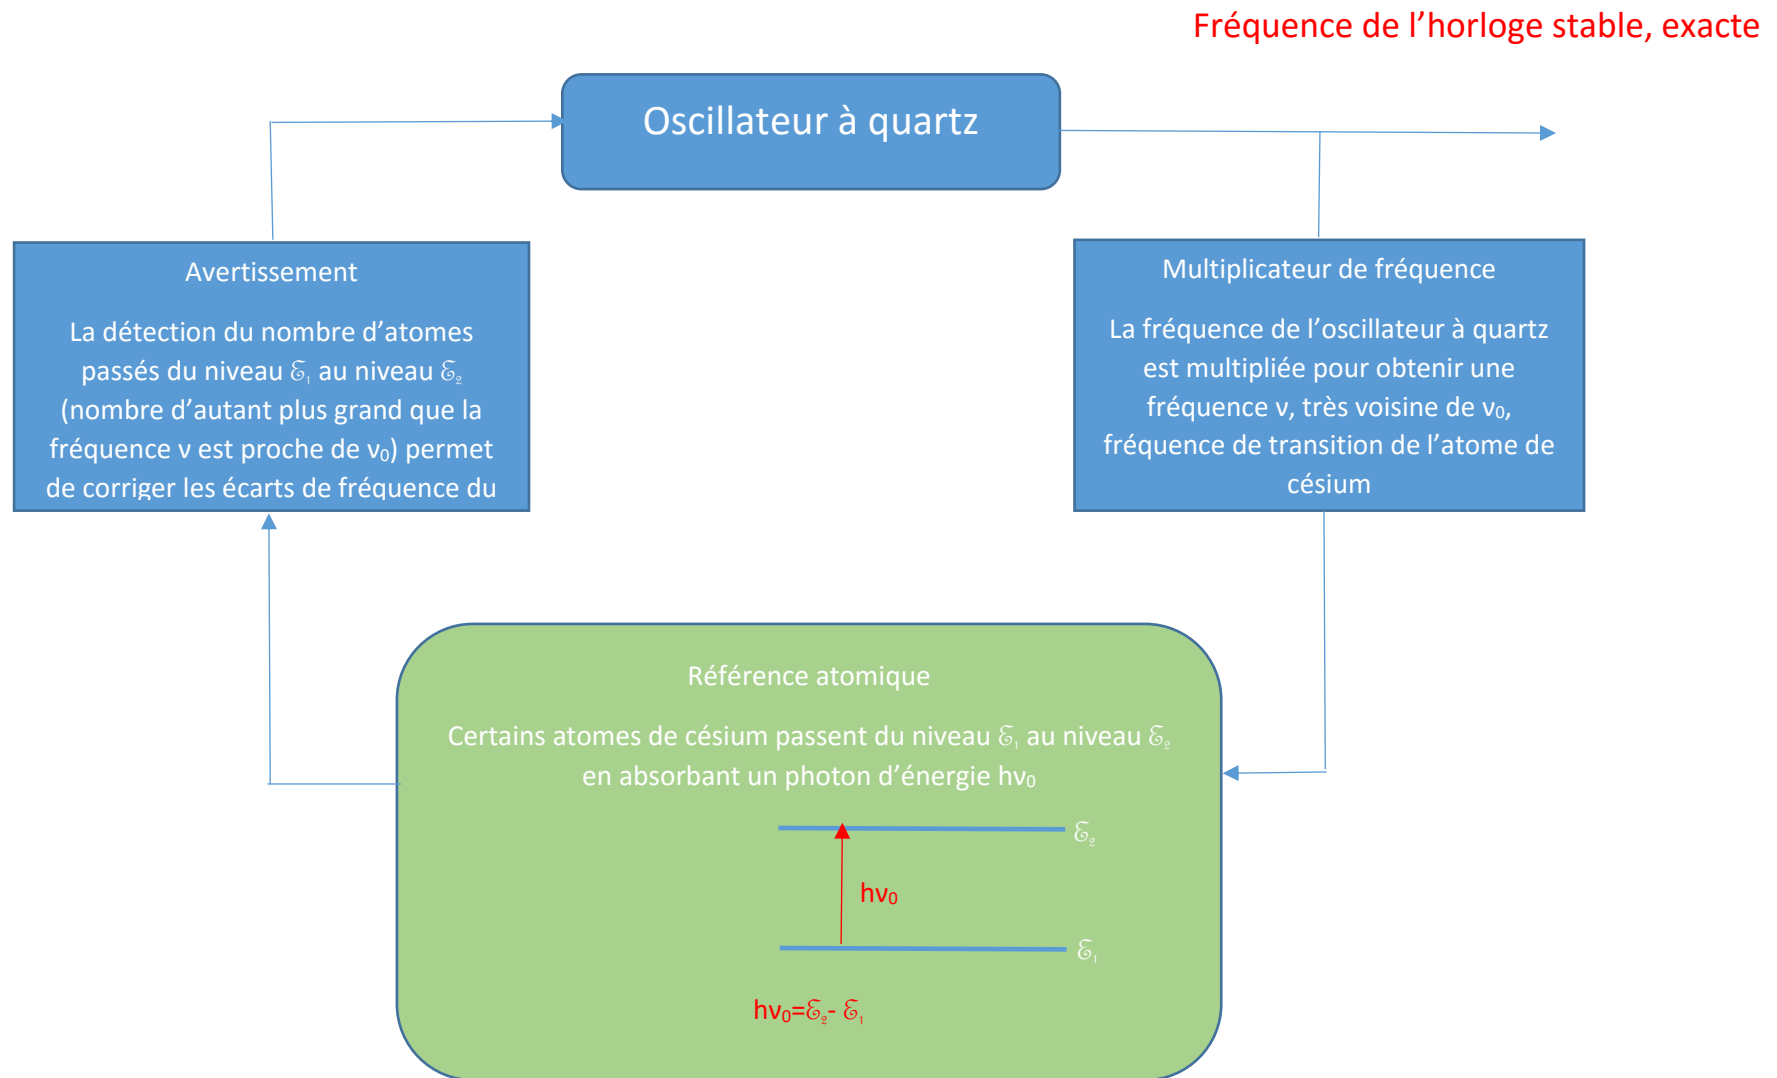 Fréquence de l’horloge stable, exacte
Oscillateur à quartz
Avertissement
La détection du nombre d’atomes
passés du niveau ℰ₁ au niveau ℰ₂
(nombre d’autant plus grand que la
fréquence ν est proche de ν₀) permet
de corriger les écarts de fréquence du
Multiplicateur de fréquence
La fréquence de l’oscillateur à quartz
est multipliée pour obtenir une
fréquence ν, très voisine de ν₀,
fréquence de transition de l’atome de
césium
Référence atomique
Certains atomes de césium passent du niveau ℰ₁ au niveau ℰ₂
en absorbant un photon d’énergie hν₀
ℰ₂
hν₀
ℰ₁
hν₀=ℰ₂- ℰ₁